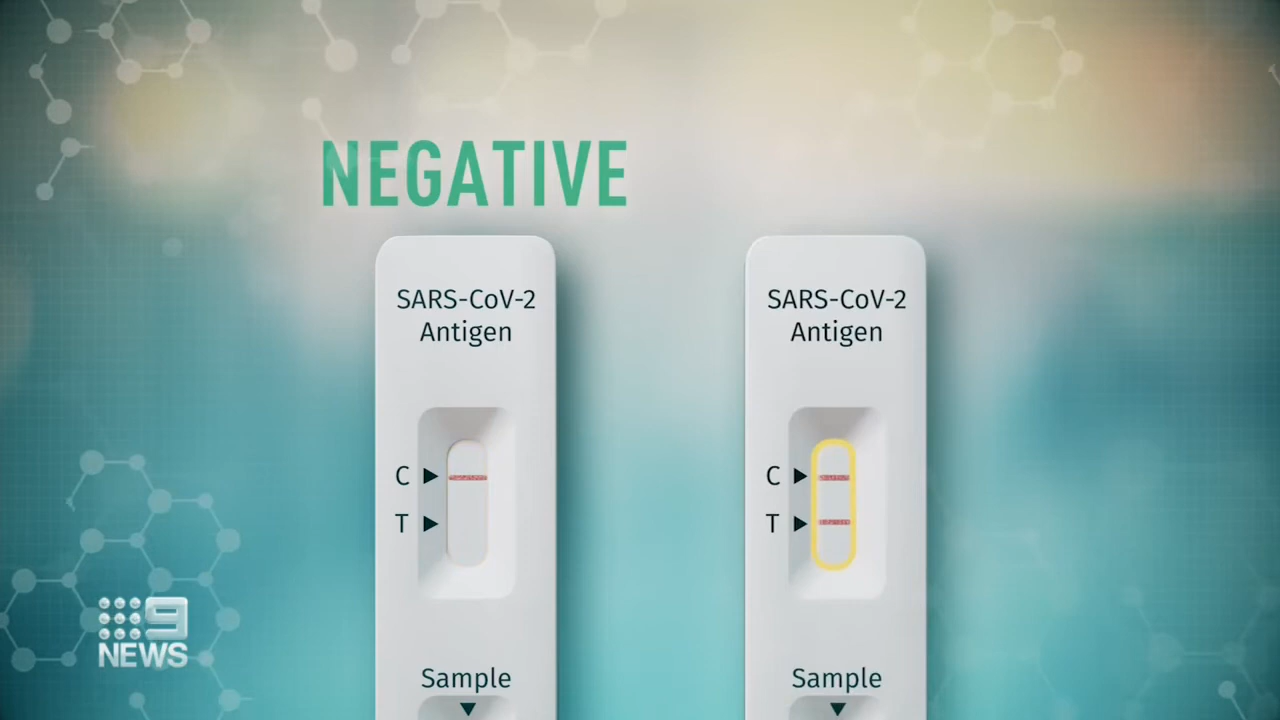 NEGATIVE
SARS-CoV-2
Antigen
C
T
Sample
SARS-CoV-2
Antigen
C
T
Sample
9
NEWS